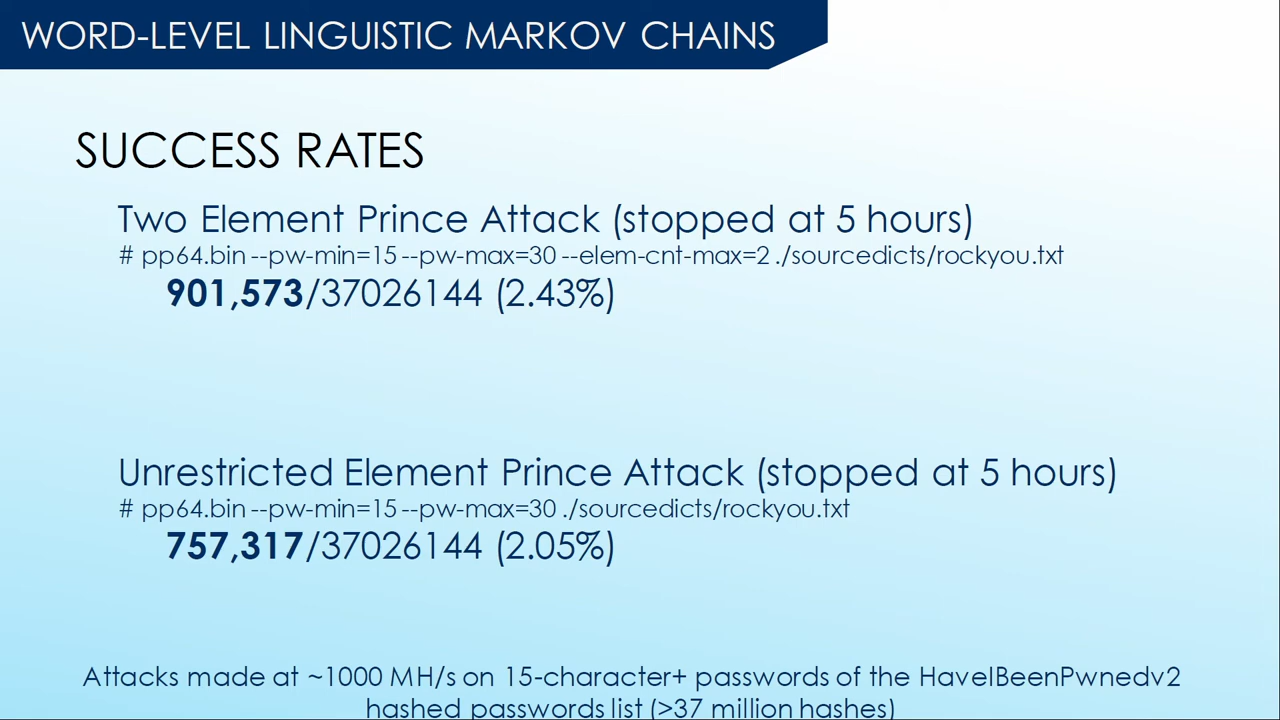 WORD-LEVEL LINGUISTIC MARKOV CHAINS
SUCCESS RATES
Two Element Prince Attack (stopped at 5 hours)
# pp64.bin --pw-min=15 --pw-max=30 --elem-cnt-max=2 ./sourcedicts/rockyou.txt
901,573/37026144 (2.43%)
Unrestricted Element Prince Attack (stopped at 5 hours)
# pp64.bin --pw-min=15 --pw-max=30 ./sourcedicts/rockyou.txt
757,317/37026144 (2.05%)
Attacks made at ~1000 MH/s on 15-character+ passwords of the HaveIBeenPwnedv2
hashed passwords list (>37 million hashes)